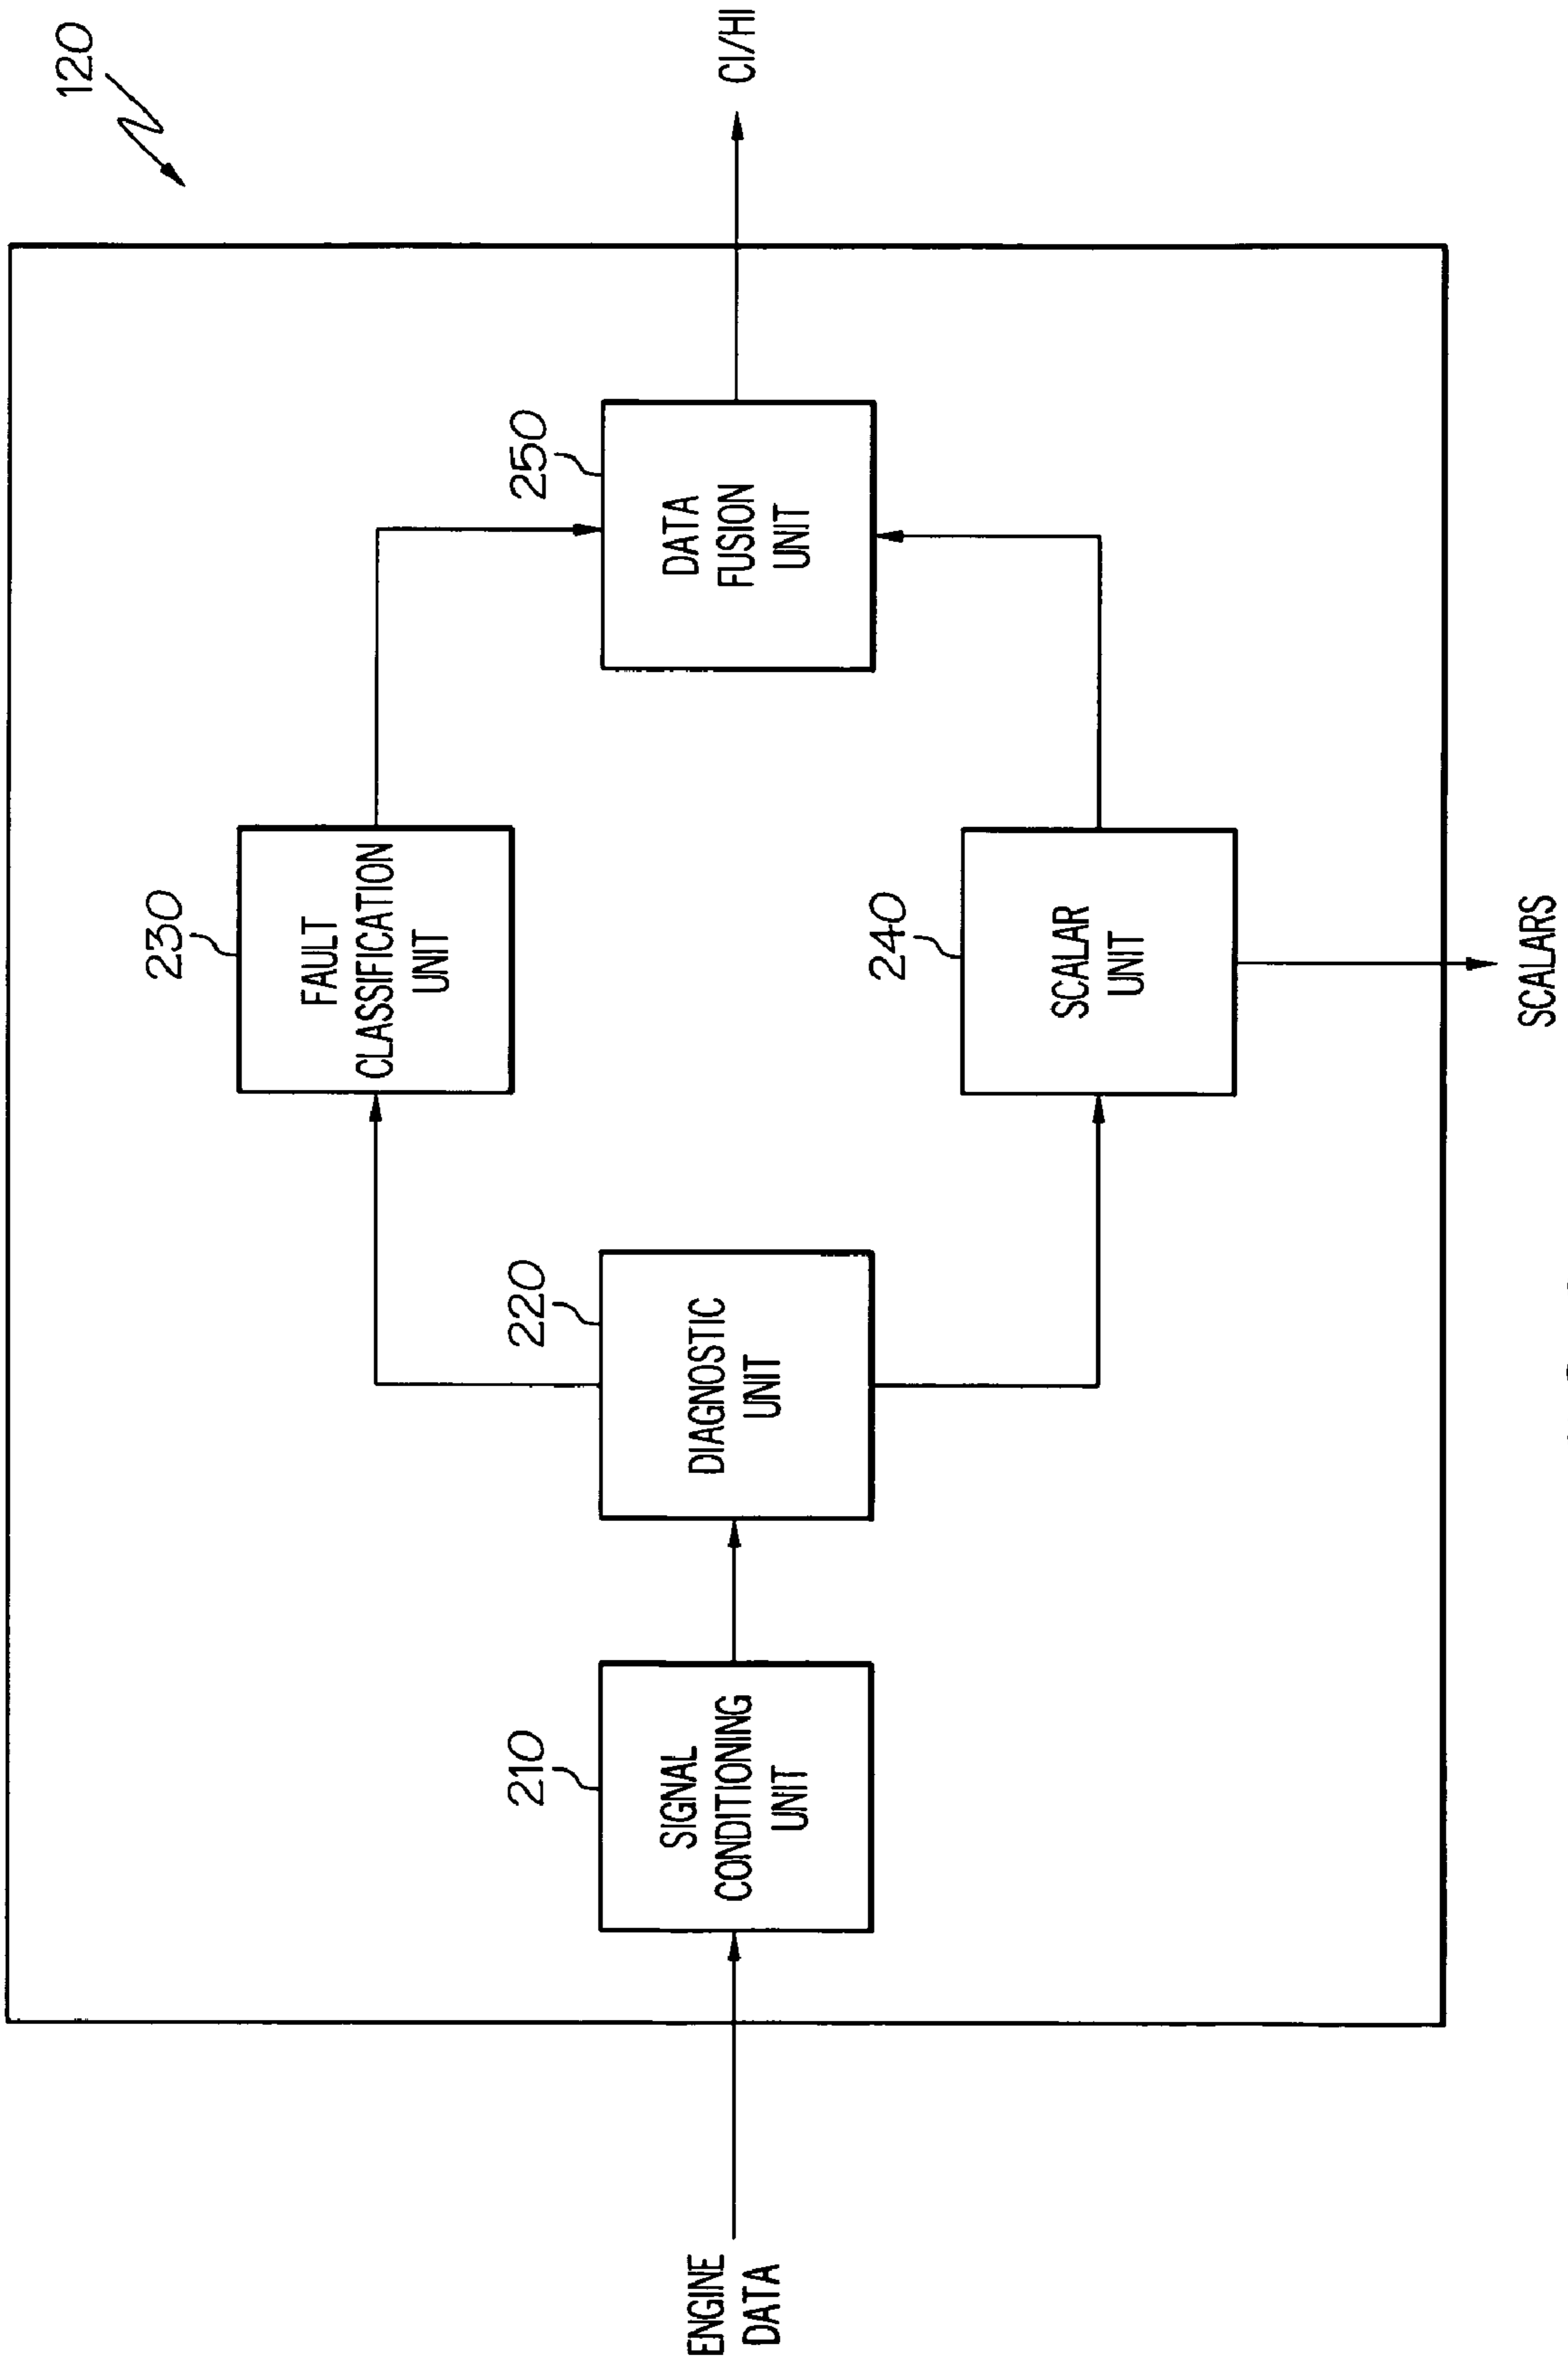 120
ENGINE
DATA
210
SIGNAL
CONDITIONING
UNIT
220
DIAGNOSTIC
UNIT
230
FAULT
CLASSIFICATION
UNIT
240
SCALAR
UNIT
250
DATA
FUSION
UNIT
CI/HI
SCALARS